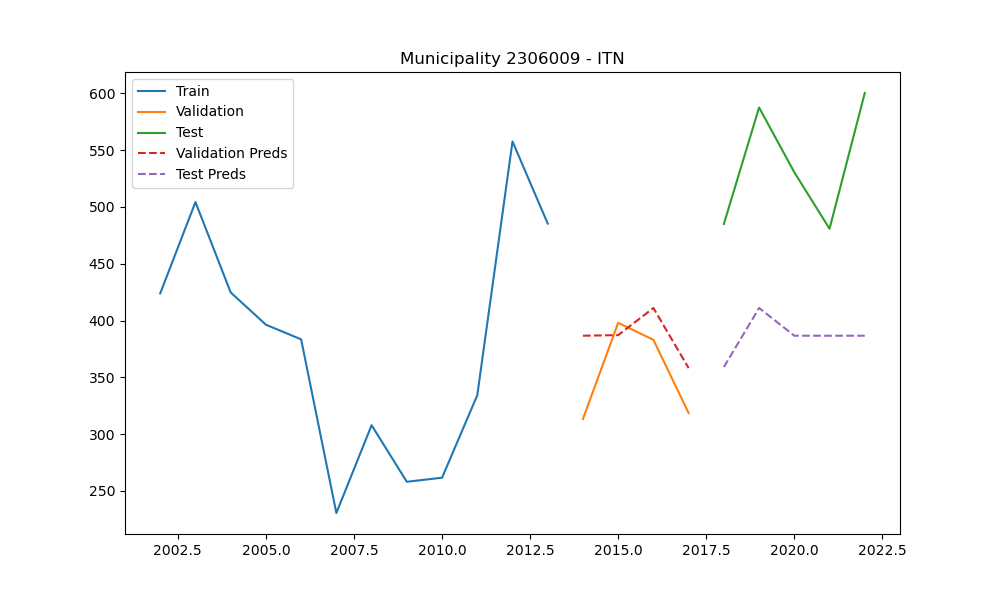 Municipality 2306009 - ITN
Train
Validation
Test
Validation Preds
Test Preds
600
550
500
450
400
350
300
250
2002.5 2005.0 2007.5 2010.0 2012.5 2015.0 2017.5 2020.0 2022.5